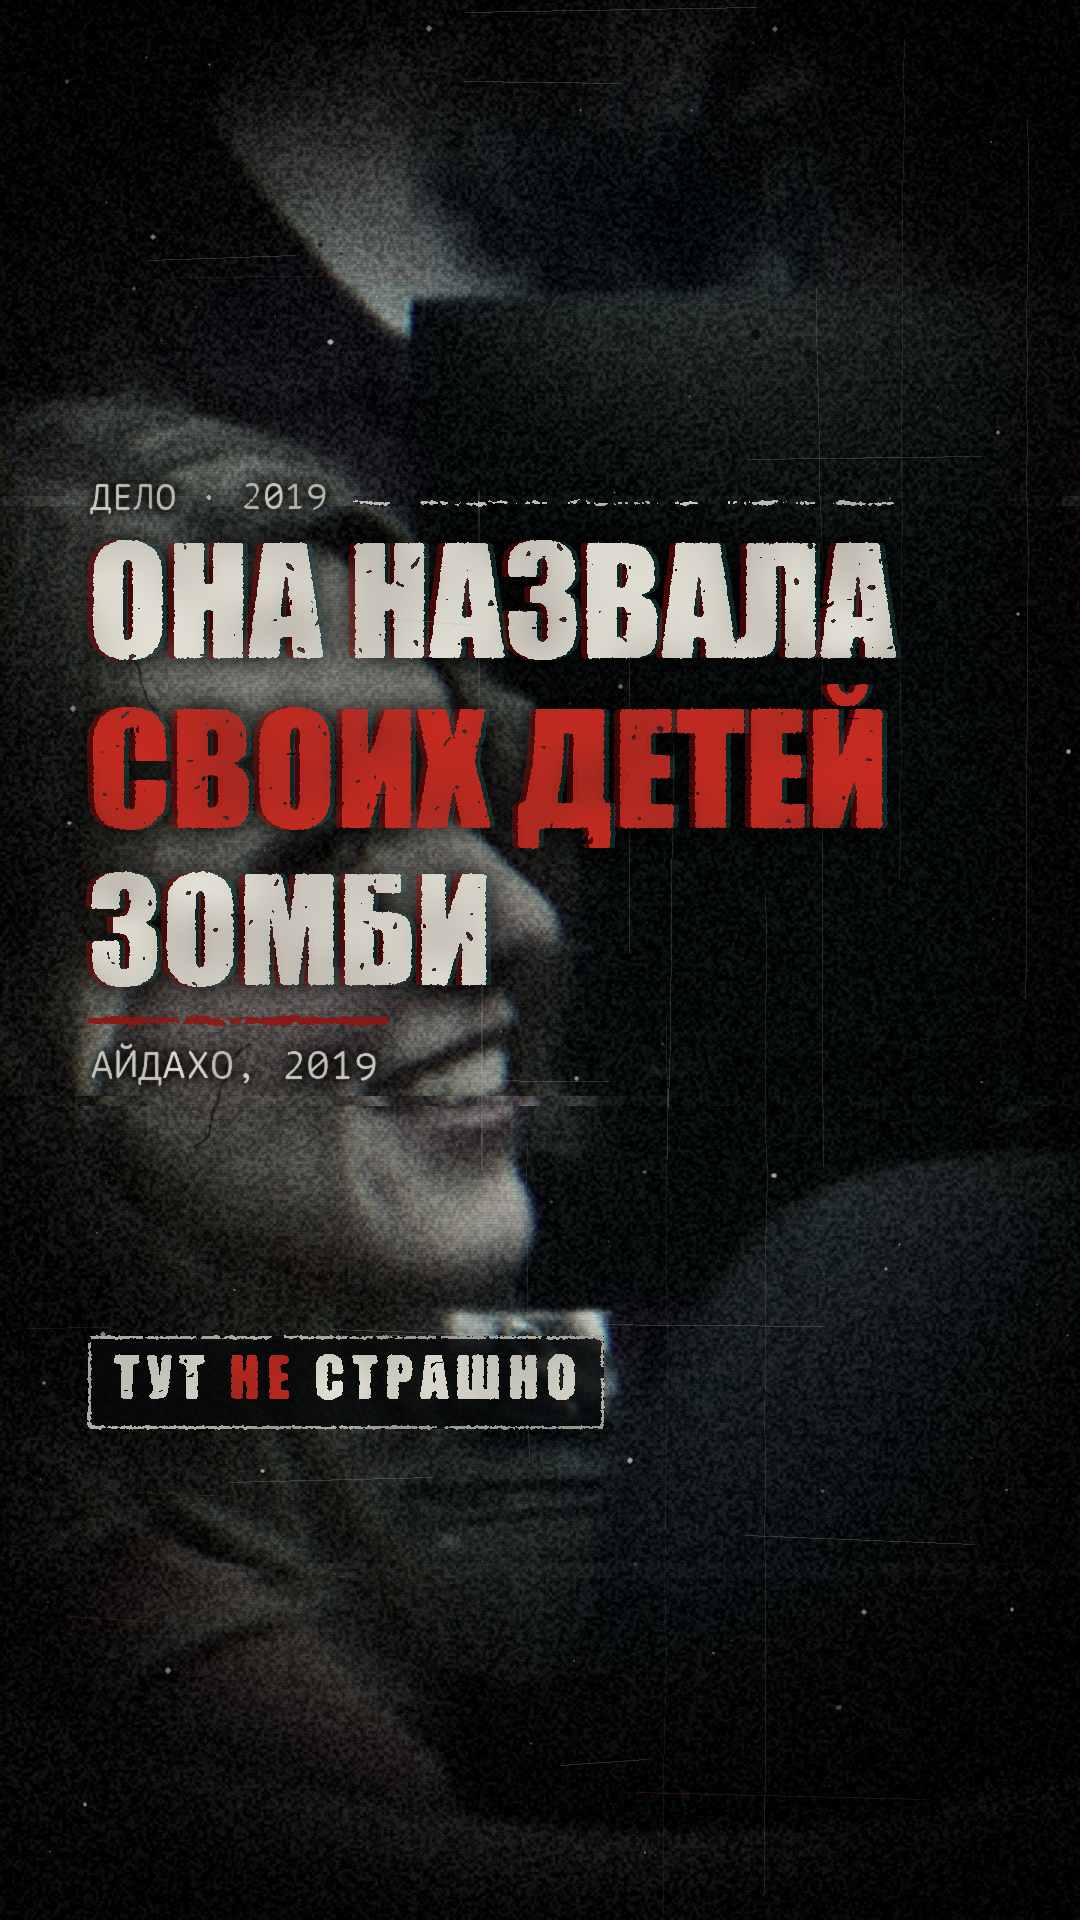 ДЕЛО · 2019
ОНА НАЗВАЛА
СВОИХ ДЕТЕЙ
ЗОМБИ
АЙДАХО, 2019
ТУТ НЕ СТРАШНО